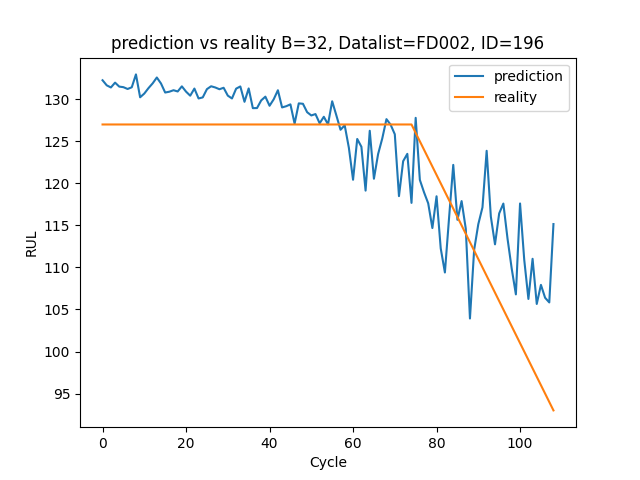 prediction vs reality B=32, Datalist=FD002, ID=196
prediction
reality
130
125
120
115
110
105
100
95
RUL
0 20 40 60 80 100
Cycle